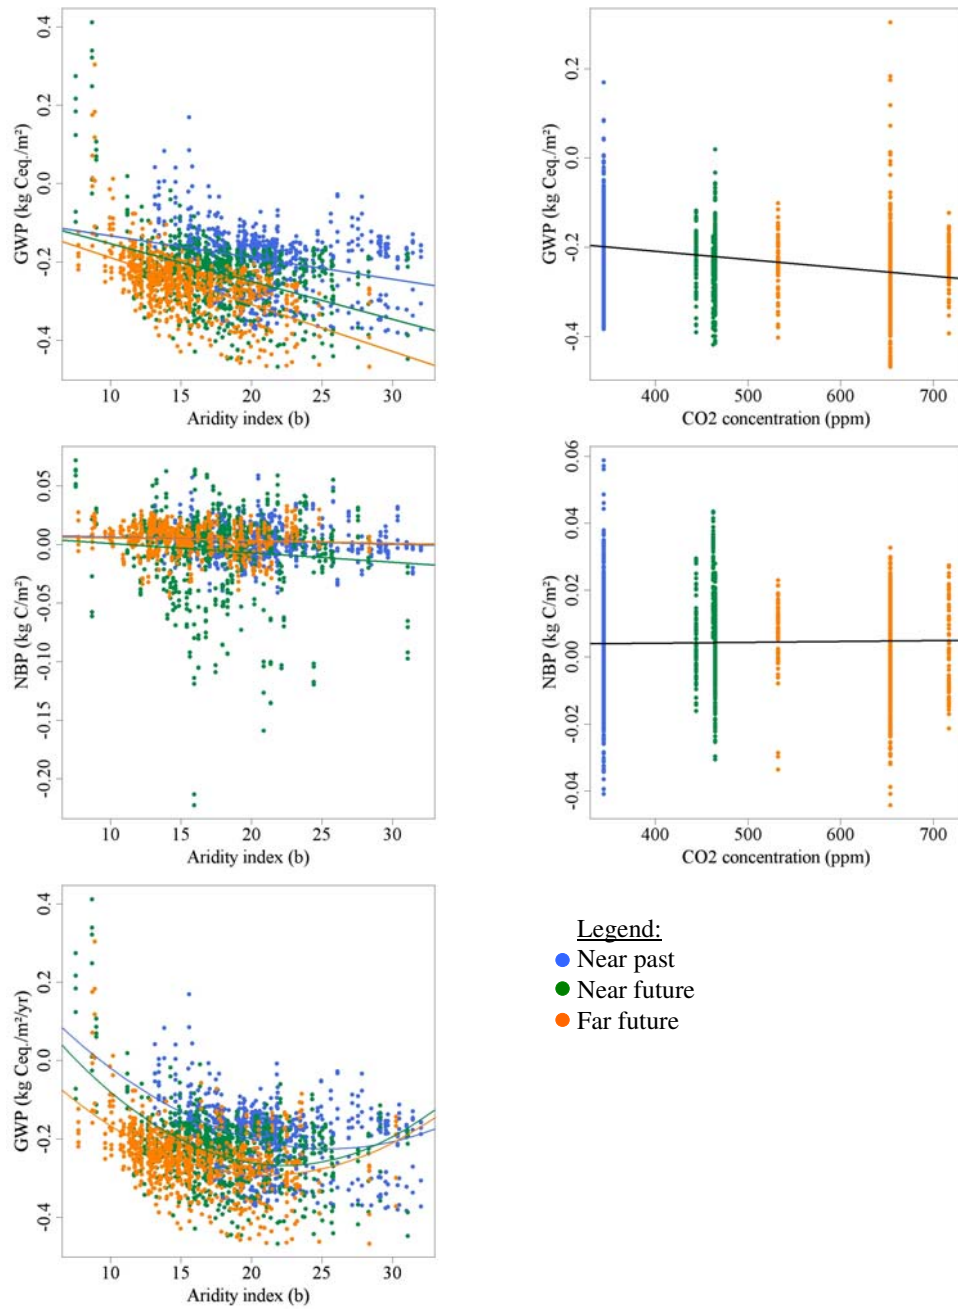 0.4
0.2
0.0
-0.2
-0.4
GWP (kg Ceq./m²)
10 15 20 25 30
Aridity index (b)
0.2
0.0
-0.2
-0.4
GWP (kg Ceq./m²)
400 500 600 700
CO2 concentration (ppm)
0.05
0.00
-0.05
-0.10
-0.15
-0.20
NBP (kg C/m²)
10 15 20 25 30
Aridity index (b)
0.06
0.04
0.02
0.00
-0.02
-0.04
NBP (kg C/m²)
400 500 600 700
CO2 concentration (ppm)
0.4
0.2
0.0
-0.2
-0.4
GWP (kg Ceq./m²/yr)
10 15 20 25 30
Aridity index (b)
Legend:
Near past
Near future
Far future